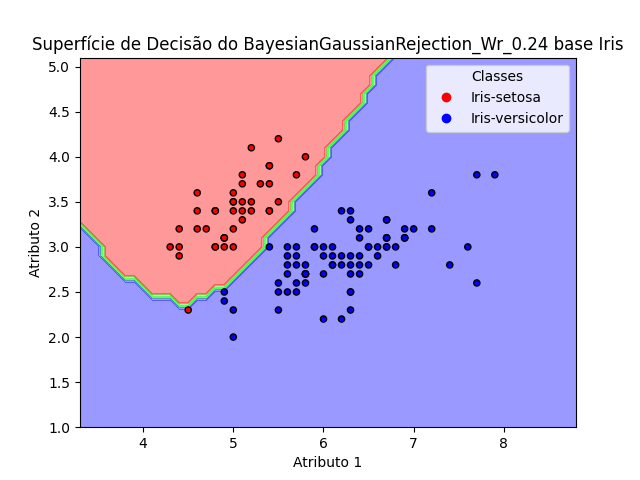 Superfície de Decisão do BayesianGaussianRejection_Wr_0.24 base Iris
Classes
Iris-setosa
Iris-versicolor
5.0
4.5
4.0
3.5
3.0
2.5
2.0
1.5
1.0
Atributo 2
4 5 6 7 8
Atributo 1